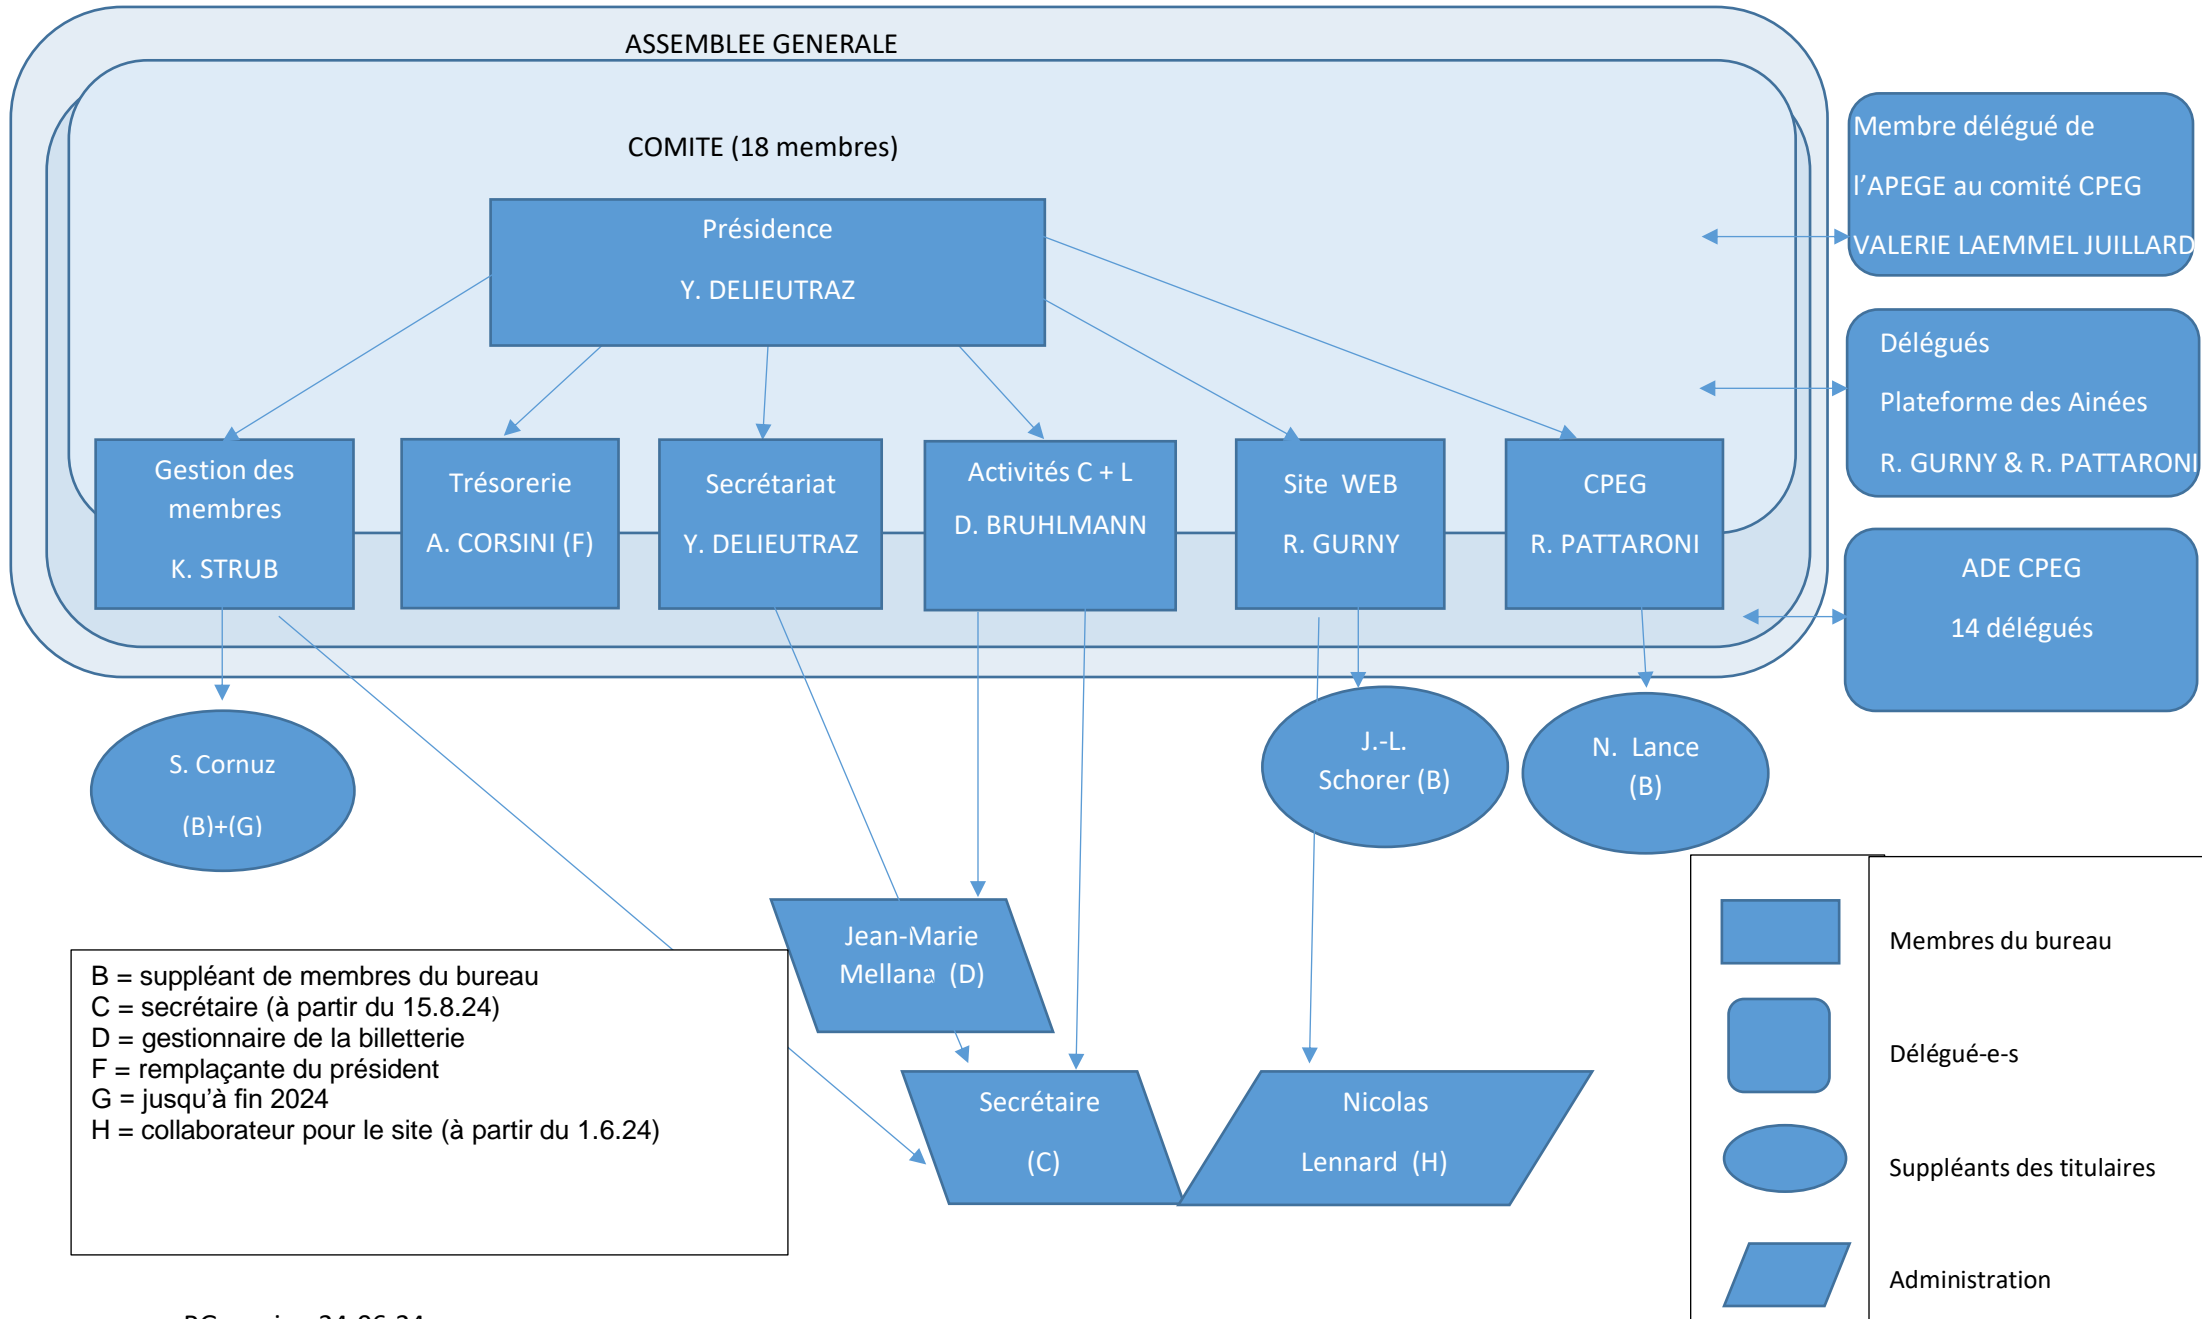 ASSEMBLEE GENERALE
COMITE (18 membres)
Présidence
Y. DELIEUTRAZ
Gestion des
membres
K. STRUB
Trésorerie
A. CORSINI (F)
Secrétariat
Y. DELIEUTRAZ
Activités C + L
D. BRUHLMANN
Site WEB
R. GURNY
CPEG
R. PATTARONI
Membre délégué de
l’APEGE au comité CPEG
VALERIE LAEMMEL JUILLARD
Délégués
Plateforme des Ainées
R. GURNY & R. PATTARONI
ADE CPEG
14 délégués
S. Cornuz
(B)+(G)
J.-L.
Schorer (B)
N. Lance
(B)
Jean-Marie
Mellana (D)
Secrétaire
(C)
Nicolas
Lennard (H)
B = suppléant de membres du bureau
C = secrétaire (à partir du 15.8.24)
D = gestionnaire de la billetterie
F = remplaçante du président
G = jusqu’à fin 2024
H = collaborateur pour le site (à partir du 1.6.24)
Membres du bureau
Délégué-e-s
Suppléants des titulaires
Administration